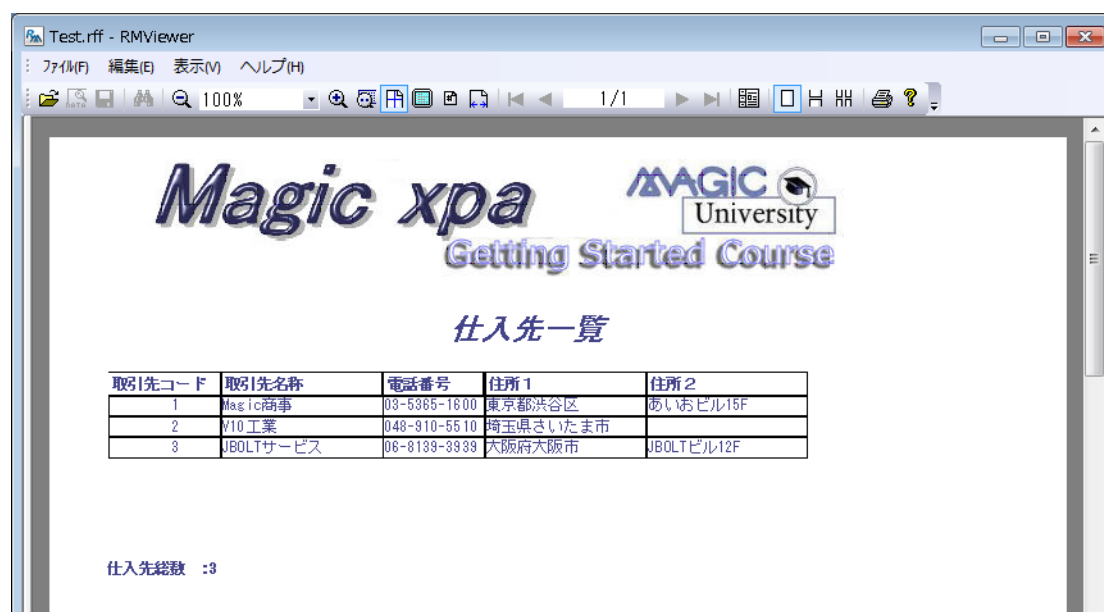 Test.rff - RMViewer
ﾌｧｲﾙ(F) 編集(E) 表示(V) ヘルプ(H)
100% 1/1
Magic xpa
MAGIC
University
Getting Started Course
仕入先一覧
取引先コード 取引先名称 電話番号 住所1 住所2
1 Magic商事 03-5365-1600 東京都渋谷区 あいおビル15F
2 V10工業 048-910-5510 埼玉県さいたま市
3 JBOLTサービス 06-8139-3939 大阪府大阪市 JBOLTビル12F
仕入先総数 :3